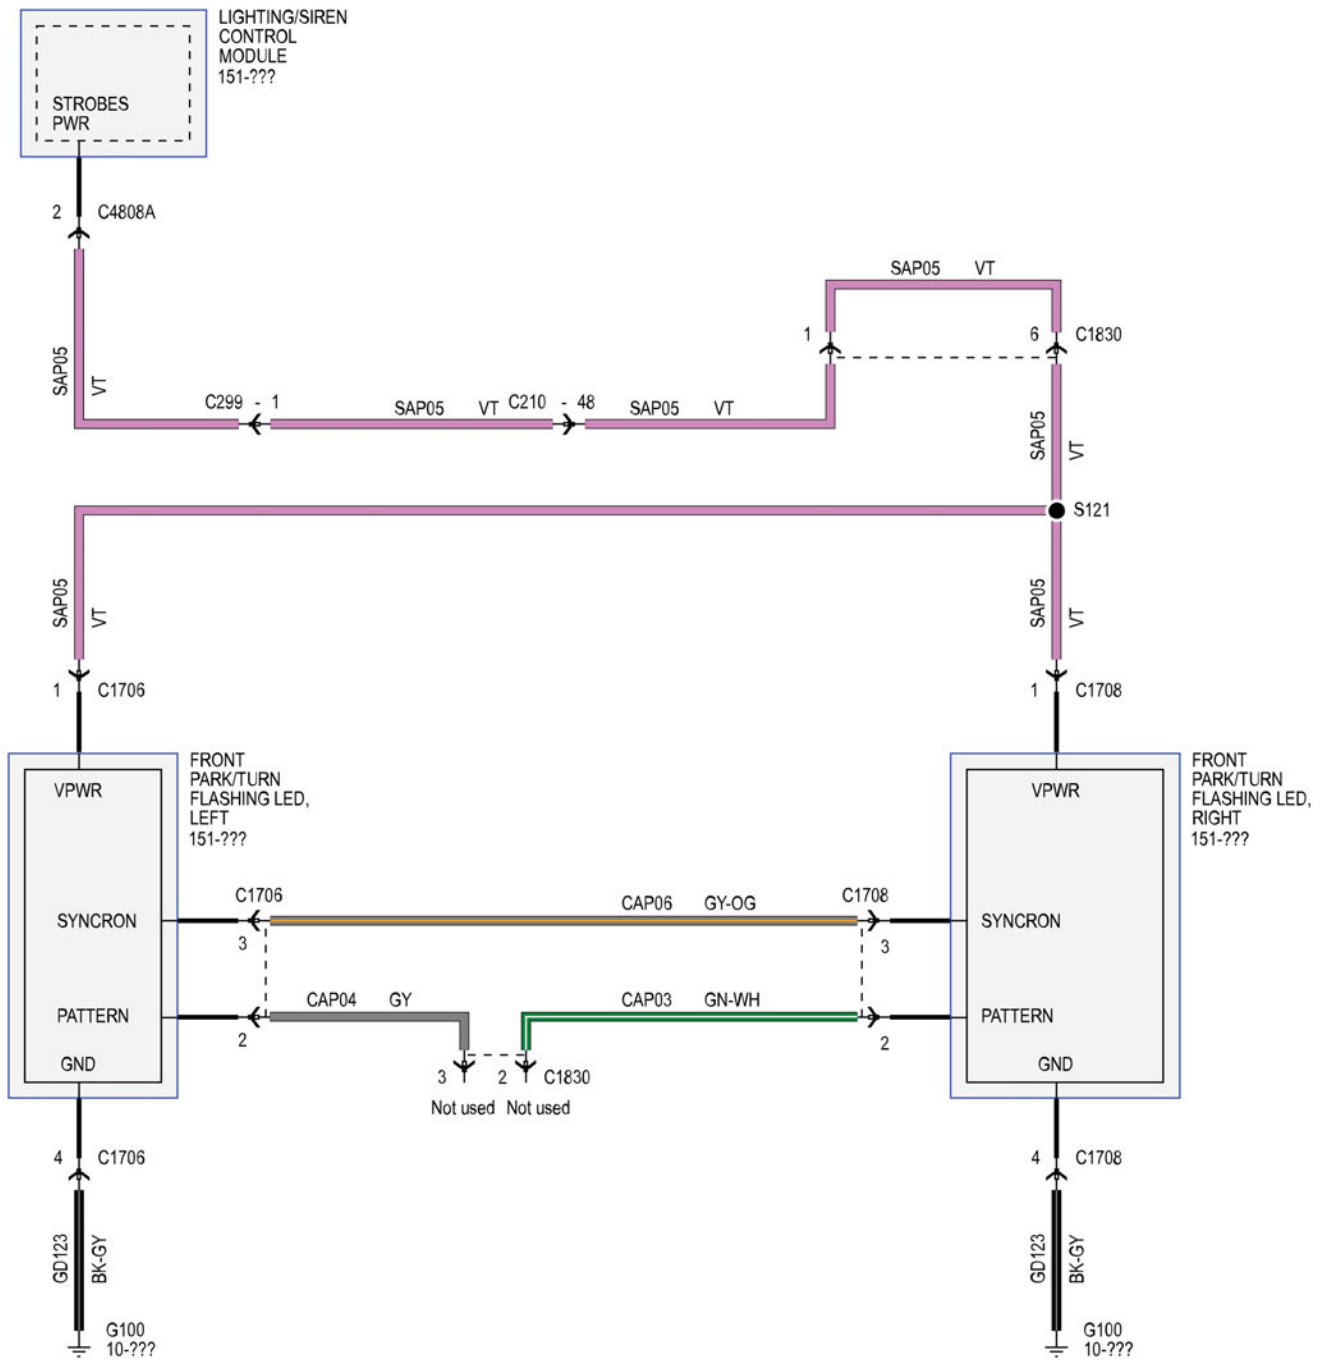 LIGHTING/SIREN
CONTROL
MODULE
151-???
STROBES
PWR
2 C4808A
SAP05 VT
SAP05 VT
1 6 C1830
C299 - 1
SAP05 VT
C210 - 48
SAP05 VT
SAP05 VT
S121
SAP05 VT
SAP05 VT
1 C1706
1 C1708
FRONT
PARK/TURN
FLASHING LED,
LEFT
151-???
VPWR
SYNCRON
PATTERN
GND
FRONT
PARK/TURN
FLASHING LED,
RIGHT
151-???
VPWR
SYNCRON
PATTERN
GND
C1706
3
CAP06 GY-OG
C1708
3
CAP04 GY
2
CAP03 GN-WH
2
3 2 C1830
Not used Not used
4 C1706
4 C1708
GD123 BK-GY
GD123 BK-GY
G100
10-???
G100
10-???